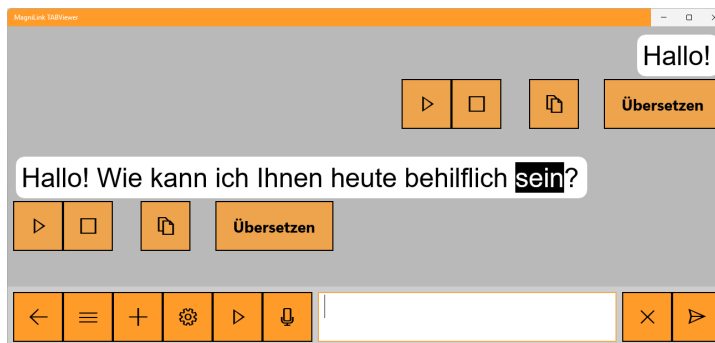 MagniLink TABViewer
Hallo!
Übersetzen
Hallo! Wie kann ich Ihnen heute behilflich sein?
Übersetzen